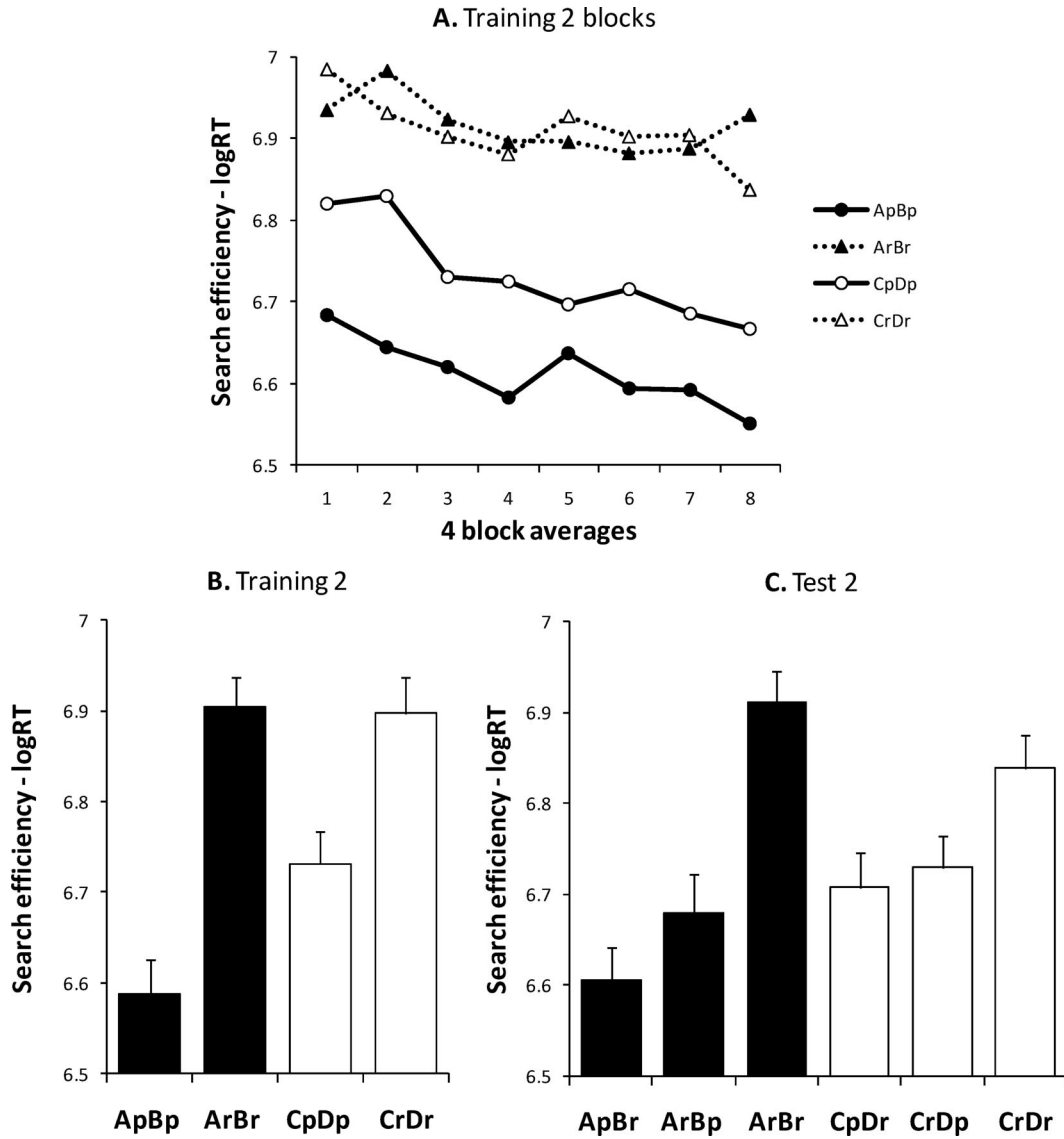 A. Training 2 blocks
Search efficiency - logRT
7
6.9
6.8
6.7
6.6
6.5
1 2 3 4 5 6 7 8
4 block averages
ApBp
ArBr
CpDp
CrDr
B. Training 2
Search efficiency - logRT
7
6.9
6.8
6.7
6.6
6.5
ApBp ArBr CpDp CrDr
C. Test 2
Search efficiency - logRT
7
6.9
6.8
6.7
6.6
6.5
ApBr ArBp ArBr CpDr CrDp CrDr